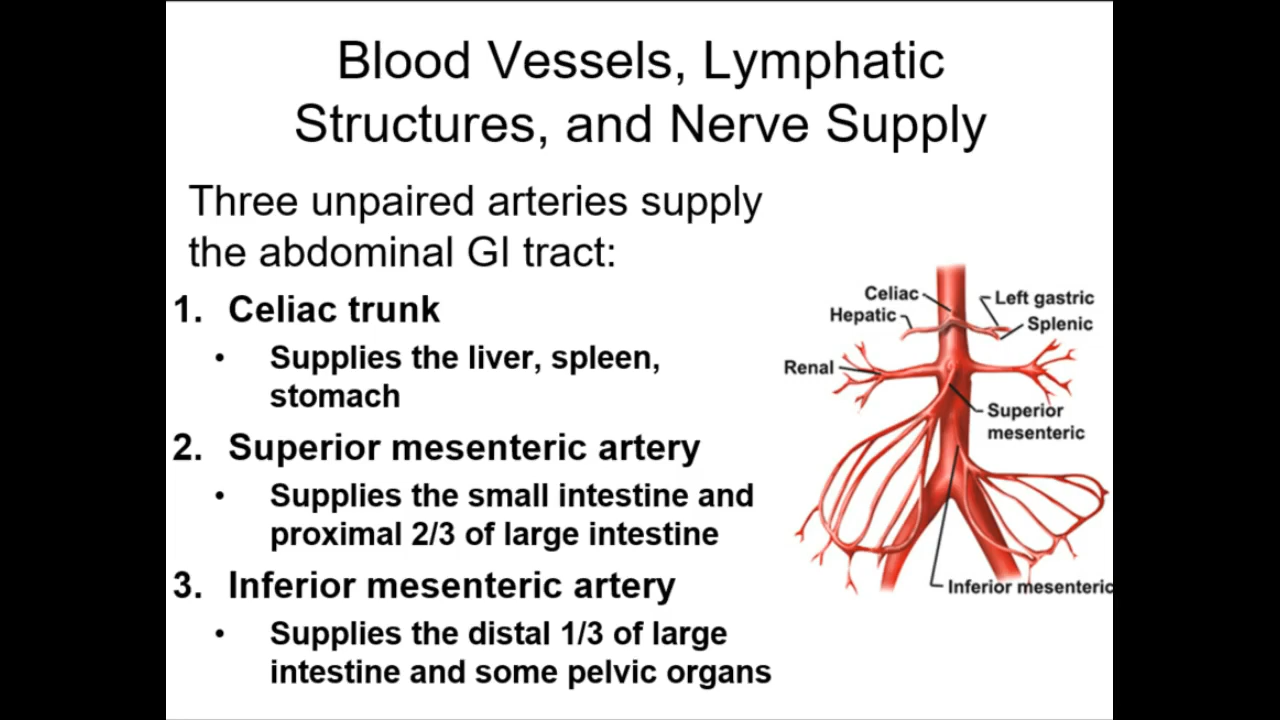 Blood Vessels, Lymphatic
Structures, and Nerve Supply
Three unpaired arteries supply
the abdominal GI tract:
1. Celiac trunk
• Supplies the liver, spleen,
stomach
2. Superior mesenteric artery
• Supplies the small intestine and
proximal 2/3 of large intestine
3. Inferior mesenteric artery
• Supplies the distal 1/3 of large
intestine and some pelvic organs
Celiac
Left gastric
Hepatic
Splenic
Renal
Superior
mesenteric
Inferior mesenteric